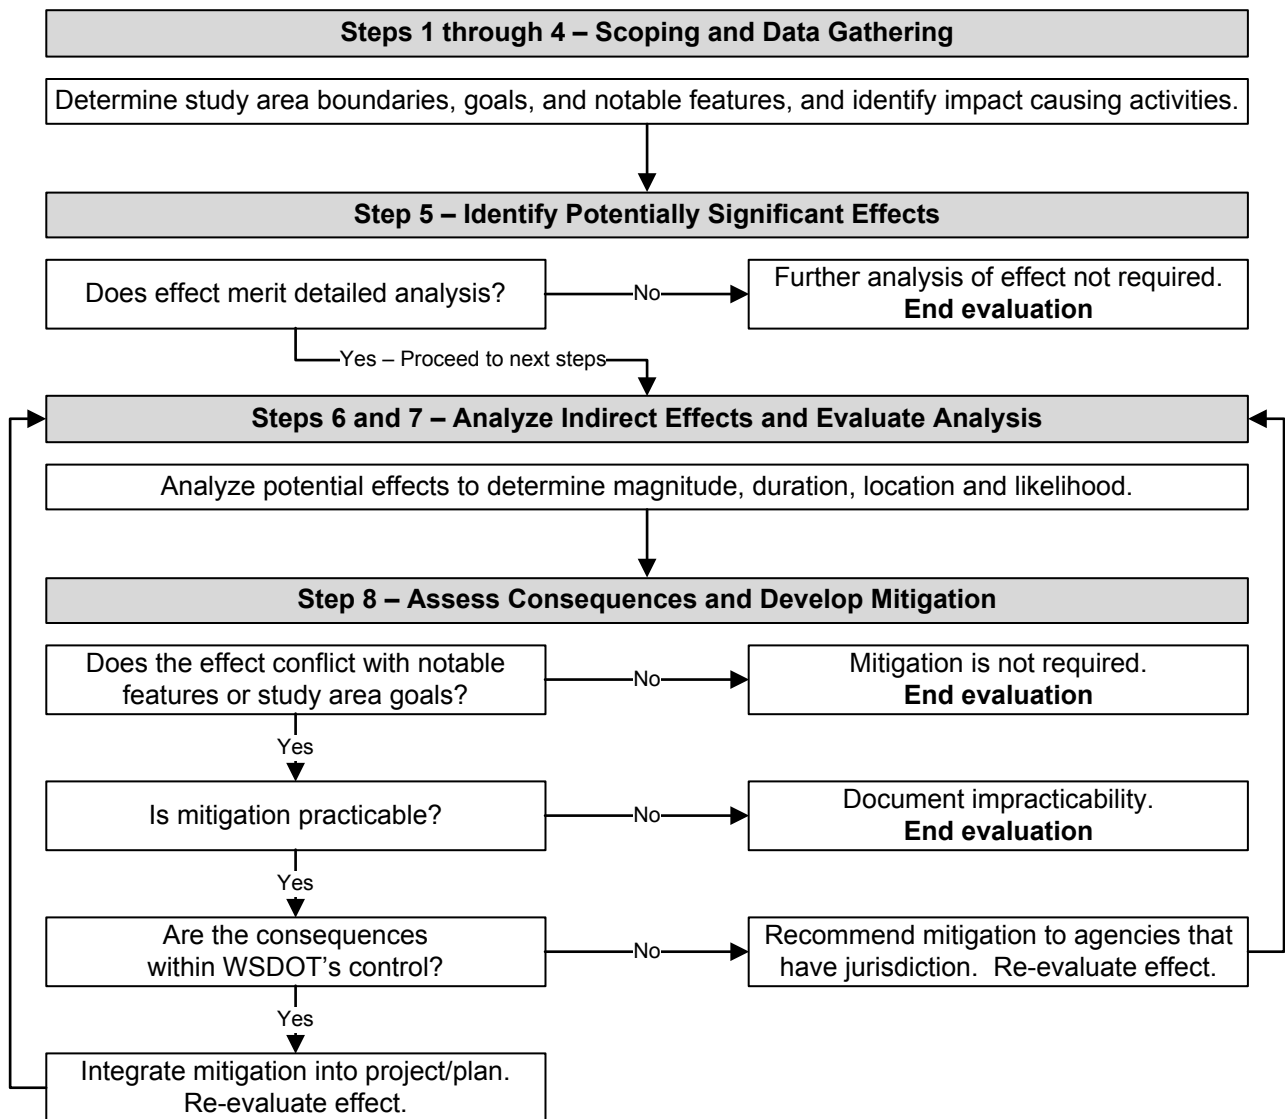 Steps 1 through 4 – Scoping and Data Gathering
Determine study area boundaries, goals, and notable features, and identify impact causing activities.
Step 5 – Identify Potentially Significant Effects
Does effect merit detailed analysis?
No
Further analysis of effect not required.
End evaluation
Yes – Proceed to next steps
Steps 6 and 7 – Analyze Indirect Effects and Evaluate Analysis
Analyze potential effects to determine magnitude, duration, location and likelihood.
Step 8 – Assess Consequences and Develop Mitigation
Does the effect conflict with notable
features or study area goals?
No
Mitigation is not required.
End evaluation
Yes
Is mitigation practicable?
No
Document impracticability.
End evaluation
Yes
Are the consequences
within WSDOT's control?
No
Recommend mitigation to agencies that
have jurisdiction.  Re-evaluate effect.
Yes
Integrate mitigation into project/plan.
Re-evaluate effect.